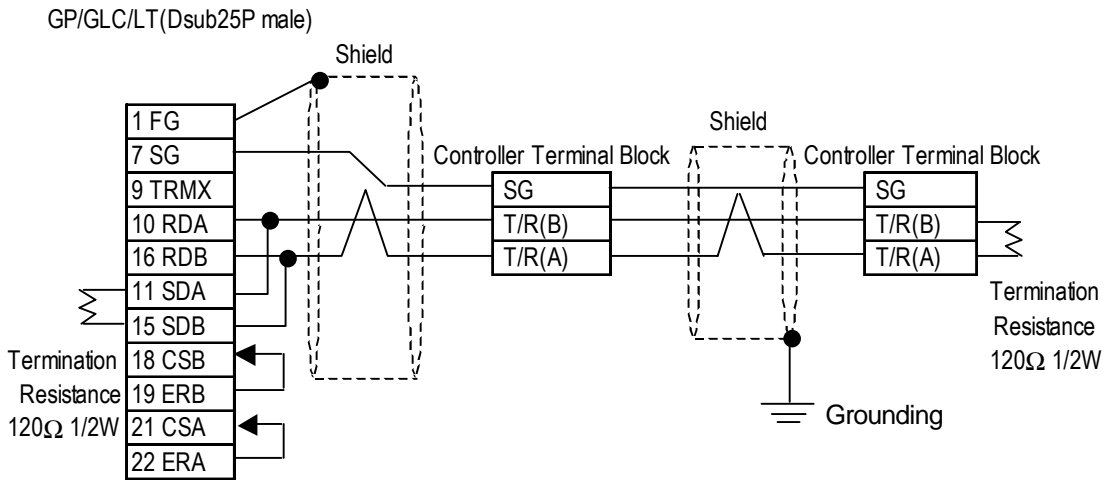 GP/GLC/LT(Dsub25P male)
Shield
1 FG
7 SG
9 TRMX
10 RDA
16 RDB
11 SDA
15 SDB
18 CSB
19 ERB
21 CSA
22 ERA
Termination
Resistance
120Ω 1/2W
Controller Terminal Block
SG
T/R(B)
T/R(A)
Shield
Controller Terminal Block
SG
T/R(B)
T/R(A)
Termination
Resistance
120Ω 1/2W
Grounding